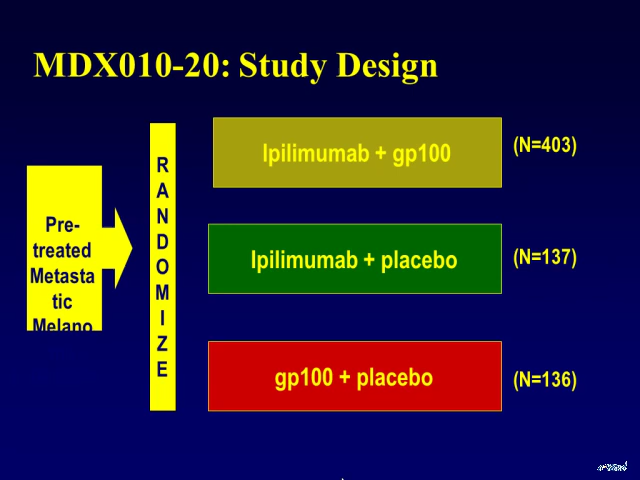 MDX010-20: Study Design
Pre-
treated
Metasta
tic
Melano
R
A
N
D
O
M
I
Z
E
Ipilimumab + gp100
(N=403)
Ipilimumab + placebo
(N=137)
gp100 + placebo
(N=136)